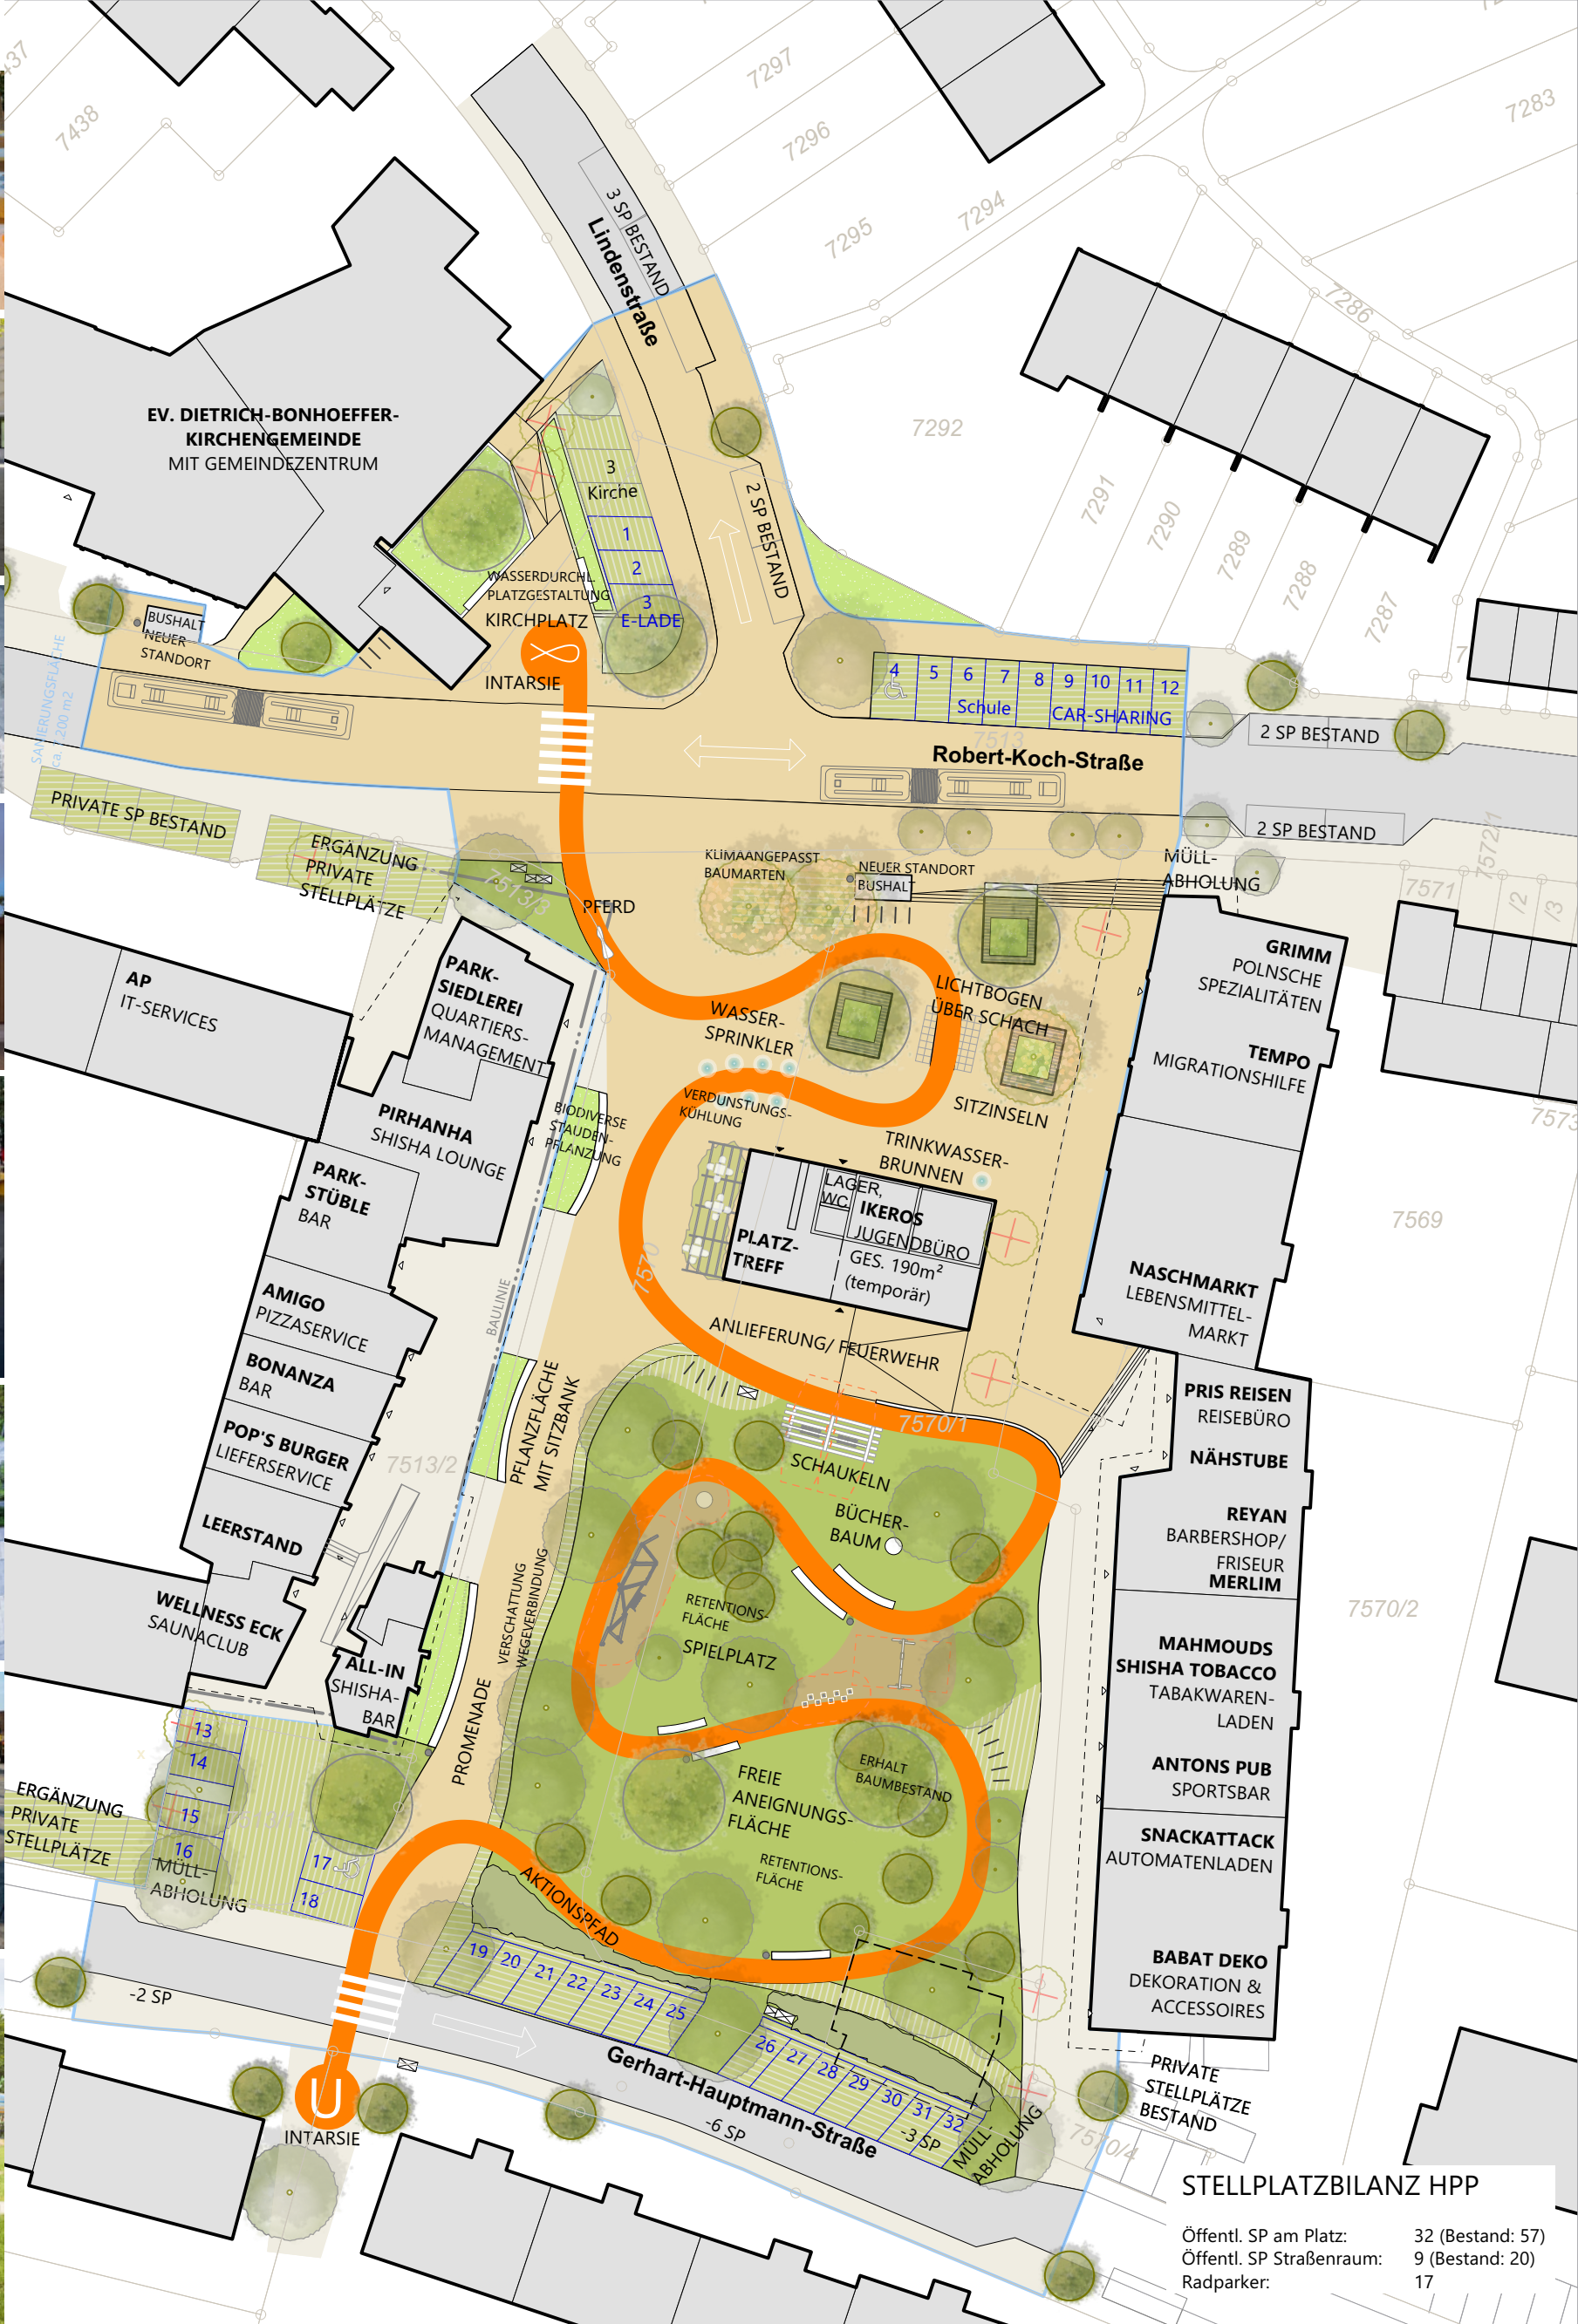 437
7438
7297
7296
7295
7294
7283
7286
3 SP BESTAND
Lindenstraße
EV. DIETRICH-BONHOEFFER-
KIRCHENGEMEINDE
MIT GEMEINDEZENTRUM
3
Kirche
1
2
3
E-LADE
2 SP BESTAND
7292
7291
7290
7289
7288
7287
WASSERDURCHL.
PLATZGESTALTUNG
KIRCHPLATZ
INTARSIE
BUSHALT
NEUER
STANDORT
SANIERUNGSFLÄCHE
4
5
6
7
8
9
10
11
12
Schule
CAR-SHARING
7513
Robert-Koch-Straße
2 SP BESTAND
2 SP BESTAND
PRIVATE SP BESTAND
ERGÄNZUNG
PRIVATE
STELLPLÄTZE
7513/3
PFERD
KLIMAANGEPASST
BAUMARTEN
NEUER STANDORT
BUSHALT
MÜLL-
ABHOLUNG
7571
7572/1
/2
/3
7573
AP
IT-SERVICES
PARK-
SIEDLEREI
QUARTIERS-
MANAGEMENT
PIRHANHA
SHISHA LOUNGE
PARK-
STÜBLE
BAR
AMIGO
PIZZASERVICE
BONANZA
BAR
POP'S BURGER
LIEFERSERVICE
LEERSTAND
WELLNESS ECK
SAUNACLUB
ALL-IN
SHISHA-
BAR
BIODIVERSE
STAUDEN-
PFLANZUNG
BAULINIE
7513/2
PFLANZFLÄCHE
MIT SITZBANK
VERSCHATTUNG
WEGEVERBINDUNG
PROMENADE
WASSER-
SPRINKLER
VERDUNSTUNGS-
KÜHLUNG
LICHTBOGEN
ÜBER SCHACH
SITZINSELN
TRINKWASSER-
BRUNNEN
LAGER,
WC
IKEROS
JUGENDBÜRO
GES. 190m²
(temporär)
PLATZ-
TREFF
7570
ANLIEFERUNG/ FEUERWEHR
7570/1
SCHAUKELN
BÜCHER-
BAUM
RETENTIONS-
FLÄCHE
SPIELPLATZ
FREIE
ANEIGNUNGS-
FLÄCHE
ERHALT
BAUMBESTAND
RETENTIONS-
FLÄCHE
AKTIONSPFAD
GRIMM
POLNSCHE
SPEZIALITÄTEN
TEMPO
MIGRATIONSHILFE
NASCHMARKT
LEBENSMITTEL-
MARKT
7569
PRIS REISEN
REISEBÜRO
NÄHSTUBE
REYAN
BARBERSHOP/
FRISEUR
MERLIM
MAHMOUDS
SHISHA TOBACCO
TABAKWAREN-
LADEN
ANTONS PUB
SPORTSBAR
SNACKATTACK
AUTOMATENLADEN
BABAT DEKO
DEKORATION &
ACCESSOIRES
7570/2
13
14
15
16
17
18
ERGÄNZUNG
PRIVATE
STELLPLÄTZE
MÜLL-
ABHOLUNG
-2 SP
19
20
21
22
23
24
25
26
27
28
29
30
31
32
Gerhart-Hauptmann-Straße
-6 SP
-3 SP
MÜLL-
ABHOLUNG
PRIVATE
STELLPLÄTZE
BESTAND
7570/4
U
INTARSIE
STELLPLATZBILANZ HPP
Öffentl. SP am Platz: 32 (Bestand: 57)
Öffentl. SP Straßenraum: 9 (Bestand: 20)
Radparker: 17